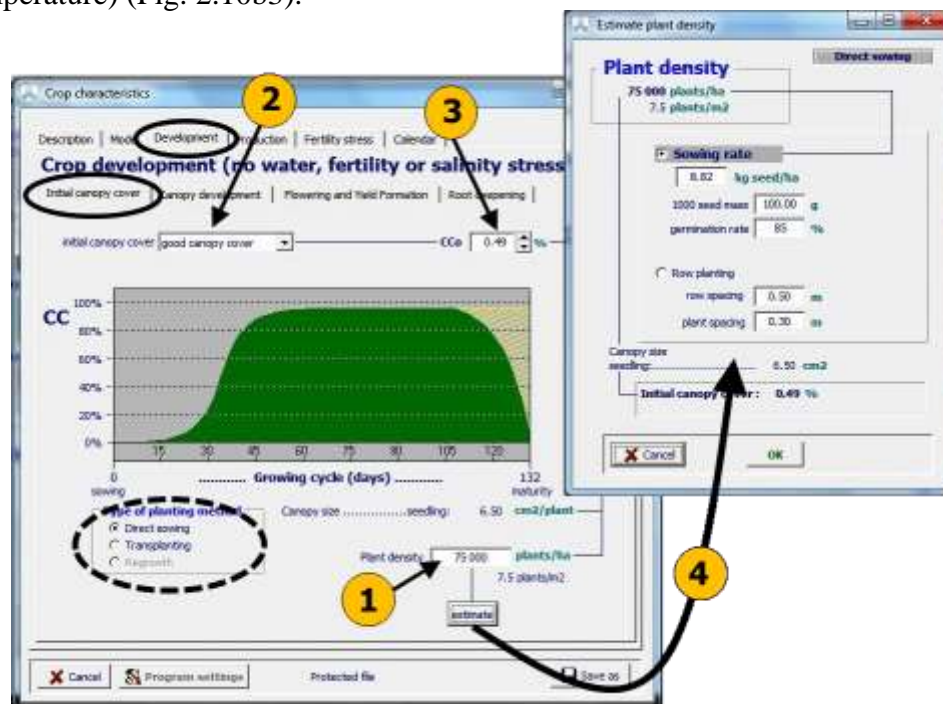 perature) (Fig. 2.10b3).
Crop characteristics
Description | Mode | Development | Production | Fertility stress | Calendar |
Crop development (no water, fertility or salinity stress
Initial canopy cover | Canopy development | Flowering and Yield Formation | Root deepening |
initial canopy cover good canopy cover CCo 0.49 %
CC
100%
80%
60%
40%
20%
0%
15 30 45 60 75 90 105 120
0 132
sowing maturity
Growing cycle (days)
Type of planting method
Direct sowing
Transplanting
Regrowth
Canopy size seedling: 6.50 cm2/plant
Plant density 75 000 plants/ha
7.5 plants/m2
estimate
Cancel Program settings Protected file Save as
Estimate plant density
Direct sowing
Plant density
75 000 plants/ha
7.5 plants/m2
Sowing rate
8.82 kg seed/ha
1000 seed mass 100.00 g
germination rate 85 %
Row planting
row spacing 0.50 m
plant spacing 0.30 m
Canopy size
seedling: 6.50 cm2
Initial canopy cover : 0.49 %
Cancel OK
1
2
3
4